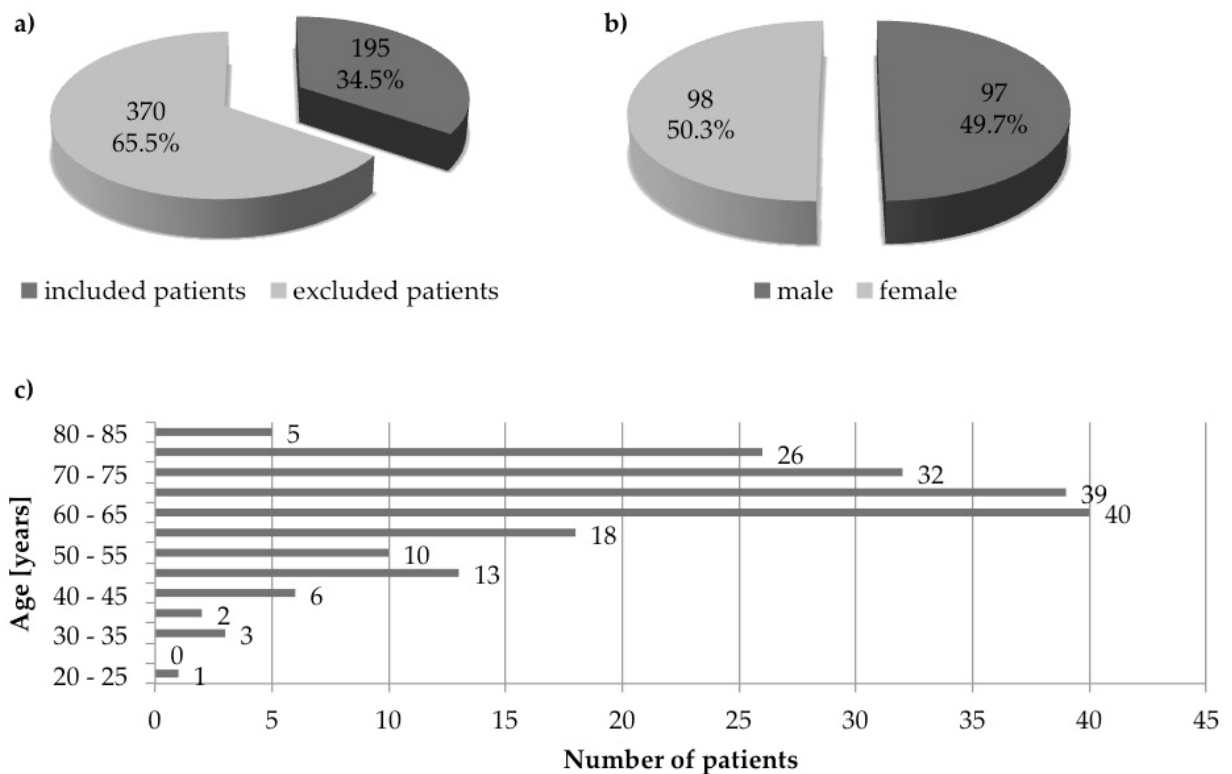 a)
195
34.5%
370
65.5%
included patients excluded patients
b)
98
50.3%
97
49.7%
male female
c)
Age [years]
80 - 85
5
26
70 - 75
32
39
60 - 65
40
18
50 - 55
10
13
40 - 45
6
2
30 - 35
3
0
20 - 25
1
0 5 10 15 20 25 30 35 40 45
Number of patients